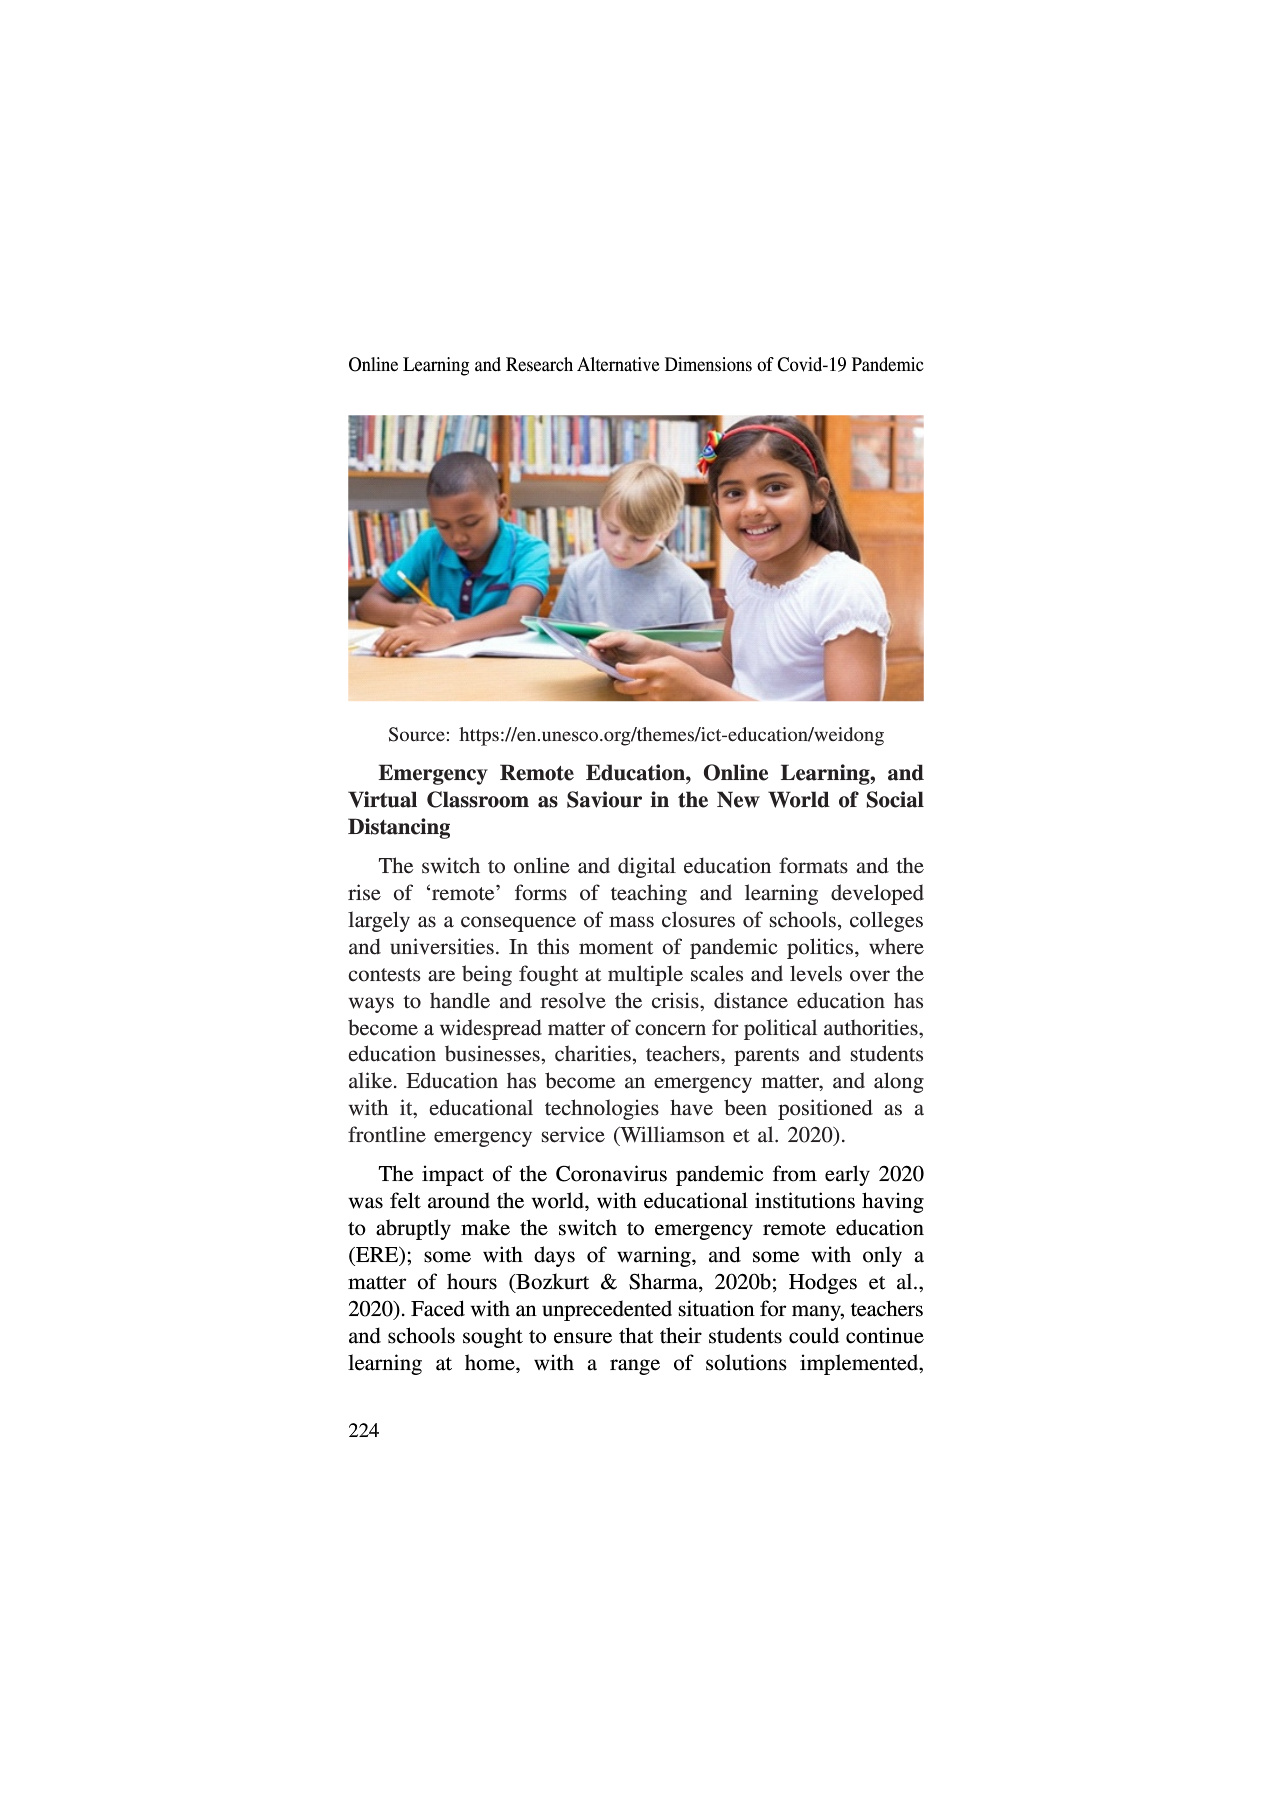 Online Learning and Research Alternative Dimensions of Covid-19 Pandemic
Source: https://en.unesco.org/themes/ict-education/weidong
Emergency Remote Education, Online Learning, and
Virtual Classroom as Saviour in the New World of Social
Distancing
The switch to online and digital education formats and the
rise of ‘remote’ forms of teaching and learning developed
largely as a consequence of mass closures of schools, colleges
and universities. In this moment of pandemic politics, where
contests are being fought at multiple scales and levels over the
ways to handle and resolve the crisis, distance education has
become a widespread matter of concern for political authorities,
education businesses, charities, teachers, parents and students
alike. Education has become an emergency matter, and along
with it, educational technologies have been positioned as a
frontline emergency service (Williamson et al. 2020).
The impact of the Coronavirus pandemic from early 2020
was felt around the world, with educational institutions having
to abruptly make the switch to emergency remote education
(ERE); some with days of warning, and some with only a
matter of hours (Bozkurt & Sharma, 2020b; Hodges et al.,
2020). Faced with an unprecedented situation for many, teachers
and schools sought to ensure that their students could continue
learning at home, with a range of solutions implemented,
224